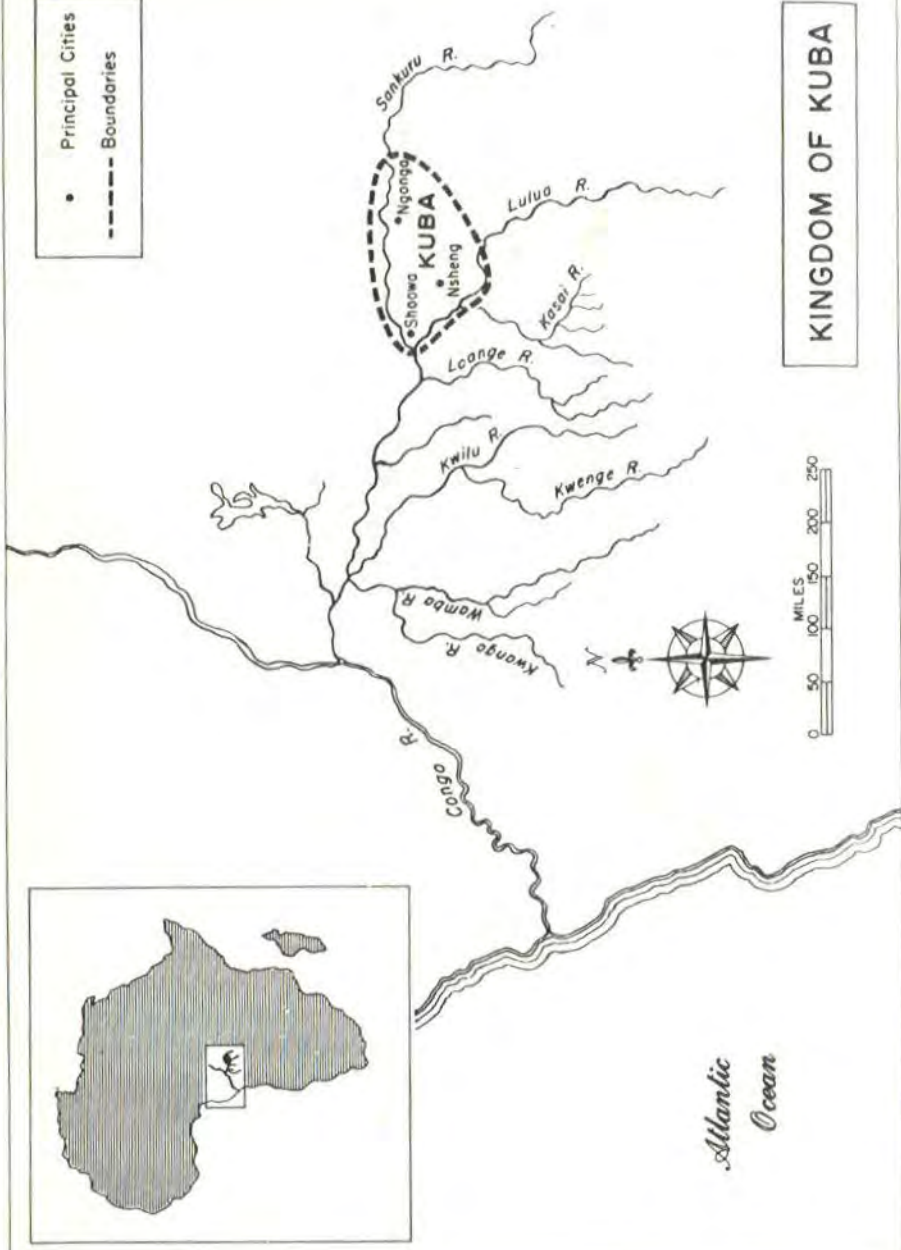 Principal Cities
Boundaries
Sankuru R.
Ngongo
KUBA
Shoowa
Nsheng
Lulua R.
Kasai R.
Loange R.
Kwilu R.
Kwenge R.
Wamba R.
Kwango R.
Congo R.
N
MILES
0 50 100 150 200 250
Atlantic
Ocean
KINGDOM OF KUBA